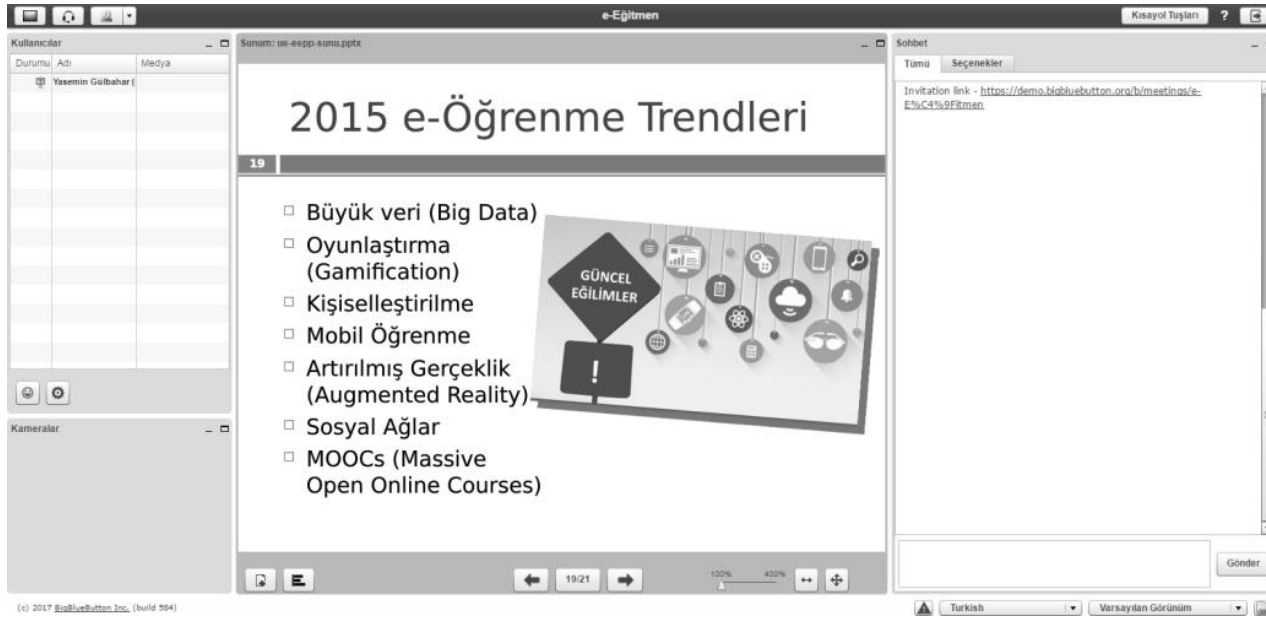 e-Eğitmen
Kısayol Tuşları ?
Kullanıcılar
Durumu Adı Medya
Yasemin Gülbahar (
Kameralar
Sunum: ue-eepp-sunu.pptx
2015 e-Öğrenme Trendleri
19
Büyük veri (Big Data)
Oyunlaştırma
(Gamification)
Kişiselleştirilme
Mobil Öğrenme
Artırılmış Gerçeklik
(Augmented Reality)
Sosyal Ağlar
MOOCs (Massive
Open Online Courses)
GÜNCEL
EĞİLİMLER
!
19/21
100% 400%
Sohbet
Tümü Seçenekler
Invitation link - https://demo.bigbluebutton.org/b/meetings/e-
E%C4%9Fitmen
Gönder
(c) 2017 BigBlueButton Inc. (build 584)
Turkish
Varsayılan Görünüm